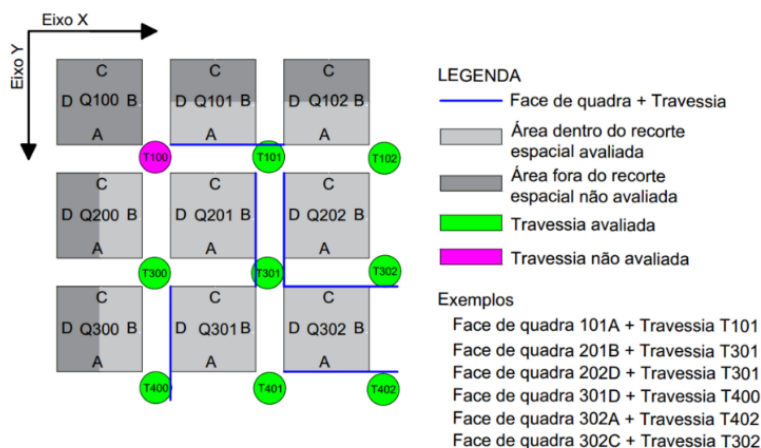 Eixo X
Eixo Y
C
D Q100 B
A
C
D Q101 B
A
C
D Q102 B
A
T100
T101
T102
C
D Q200 B
A
C
D Q201 B
A
C
D Q202 B
A
T300
T301
T302
C
D Q300 B
A
C
D Q301 B
A
C
D Q302 B
A
T400
T401
T402
LEGENDA
Face de quadra + Travessia
Área dentro do recorte
espacial avaliada
Área fora do recorte
espacial não avaliada
Travessia avaliada
Travessia não avaliada
Exemplos
Face de quadra 101A + Travessia T101
Face de quadra 201B + Travessia T301
Face de quadra 202D + Travessia T301
Face de quadra 301D + Travessia T400
Face de quadra 302A + Travessia T402
Face de quadra 302C + Travessia T302